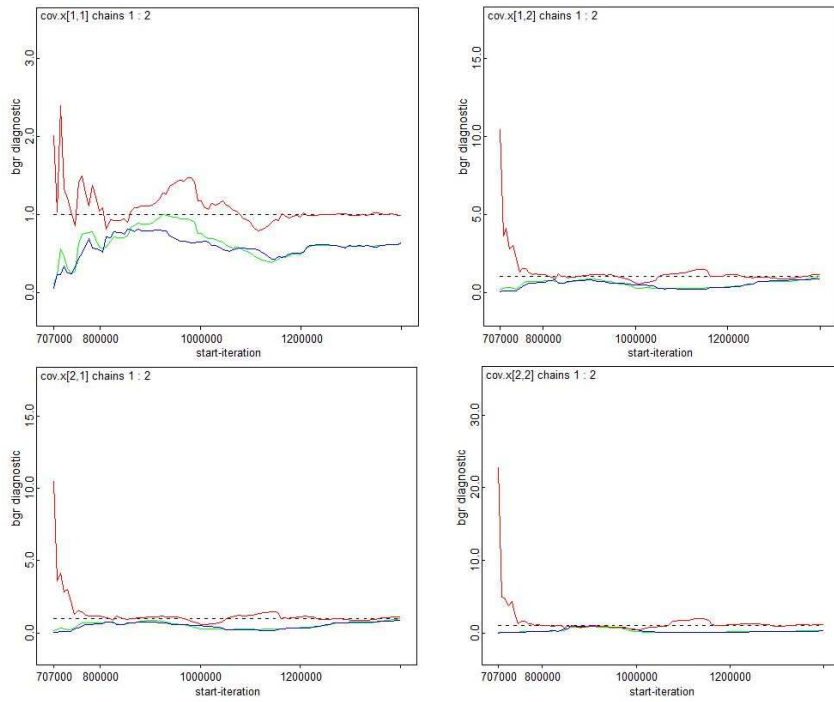 cov.x[1,1] chains 1 : 2
bgr diagnostic
3.0
2.0
1.0
0.0
707000 800000 1000000 1200000
start-iteration
cov.x[1,2] chains 1 : 2
bgr diagnostic
15.0
10.0
5.0
0.0
707000 800000 1000000 1200000
start-iteration
cov.x[2,1] chains 1 : 2
bgr diagnostic
15.0
10.0
5.0
0.0
707000 800000 1000000 1200000
start-iteration
cov.x[2,2] chains 1 : 2
bgr diagnostic
30.0
20.0
10.0
0.0
707000 800000 1000000 1200000
start-iteration